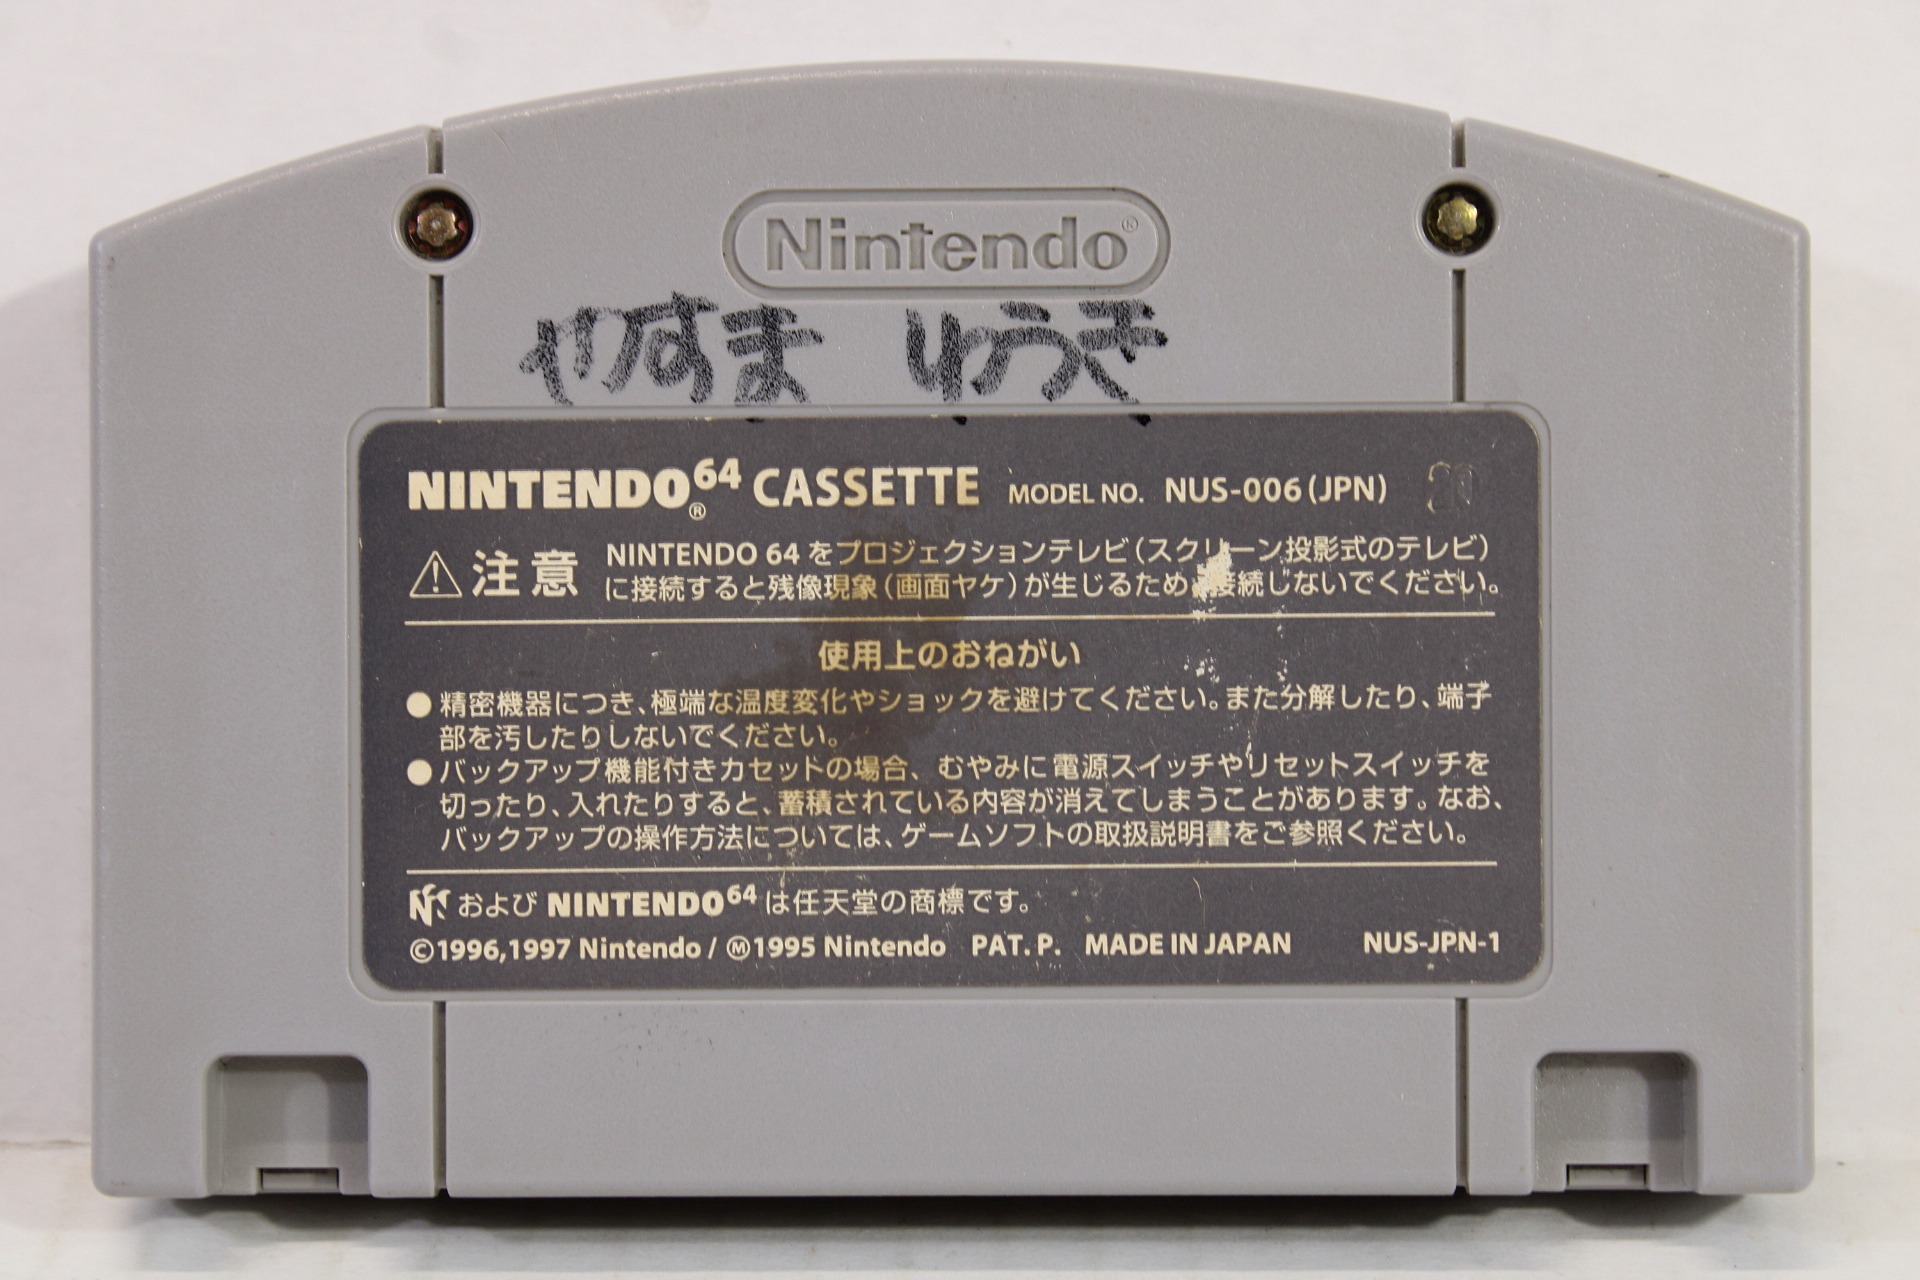 Nintendo®
やすま ゆうき
NINTENDO®64 CASSETTE MODEL NO. NUS-006(JPN) 20
⚠注意 NINTENDO 64 をプロジェクションテレビ(スクリーン投影式のテレビ)
に接続すると残像現象(画面ヤケ)が生じるため、接続しないでください。
使用上のおねがい
●精密機器につき、極端な温度変化やショックを避けてください。また分解したり、端子
部を汚したりしないでください。
●バックアップ機能付きカセットの場合、むやみに電源スイッチやリセットスイッチを
切ったり、入れたりすると、蓄積されている内容が消えてしまうことがあります。なお、
バックアップの操作方法については、ゲームソフトの取扱説明書をご参照ください。
および NINTENDO64 は任天堂の商標です。
©1996,1997 Nintendo / Ⓜ1995 Nintendo PAT. P. MADE IN JAPAN NUS-JPN-1